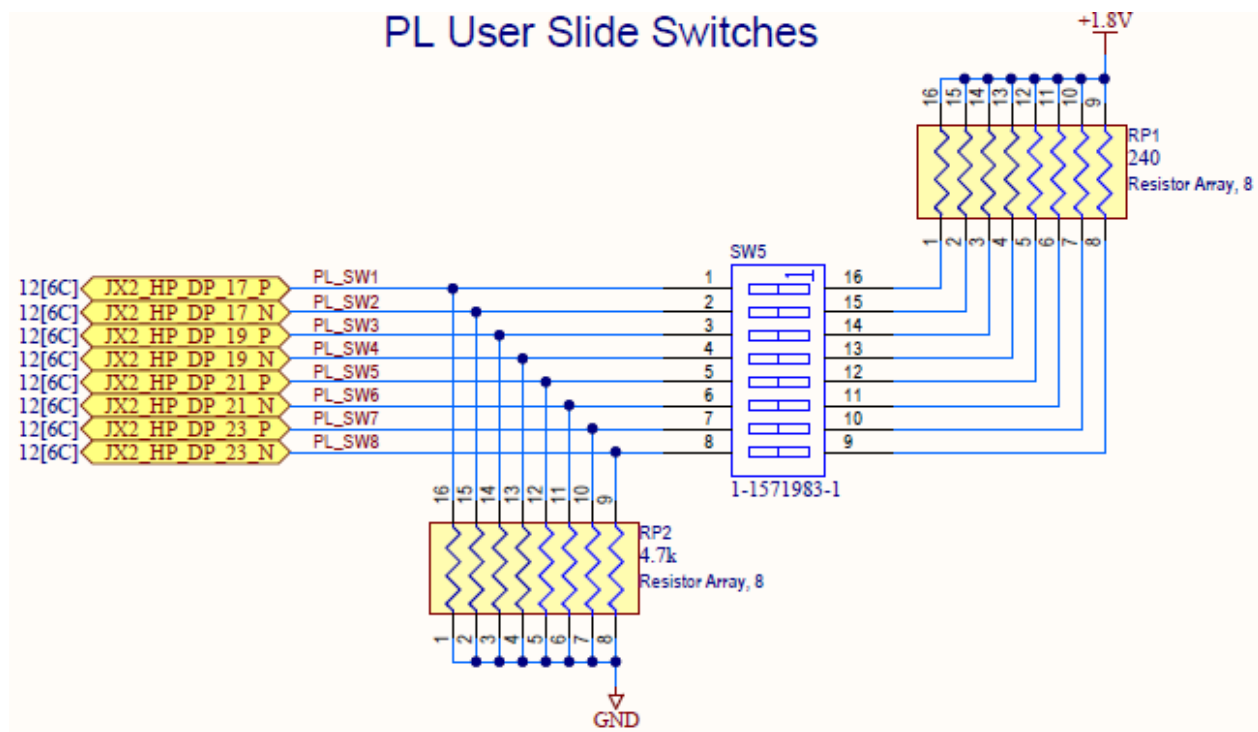 PL User Slide Switches
+1.8V
16 15 14 13 12 11 10 9
RP1
240
Resistor Array, 8
1 2 3 4 5 6 7 8
SW5
12[6C] JX2_HP_DP_17_P PL_SW1 1 16
12[6C] JX2_HP_DP_17_N PL_SW2 2 15
12[6C] JX2_HP_DP_19_P PL_SW3 3 14
12[6C] JX2_HP_DP_19_N PL_SW4 4 13
12[6C] JX2_HP_DP_21_P PL_SW5 5 12
12[6C] JX2_HP_DP_21_N PL_SW6 6 11
12[6C] JX2_HP_DP_23_P PL_SW7 7 10
12[6C] JX2_HP_DP_23_N PL_SW8 8 9
1-1571983-1
16 15 14 13 12 11 10 9
RP2
4.7k
Resistor Array, 8
1 2 3 4 5 6 7 8
GND